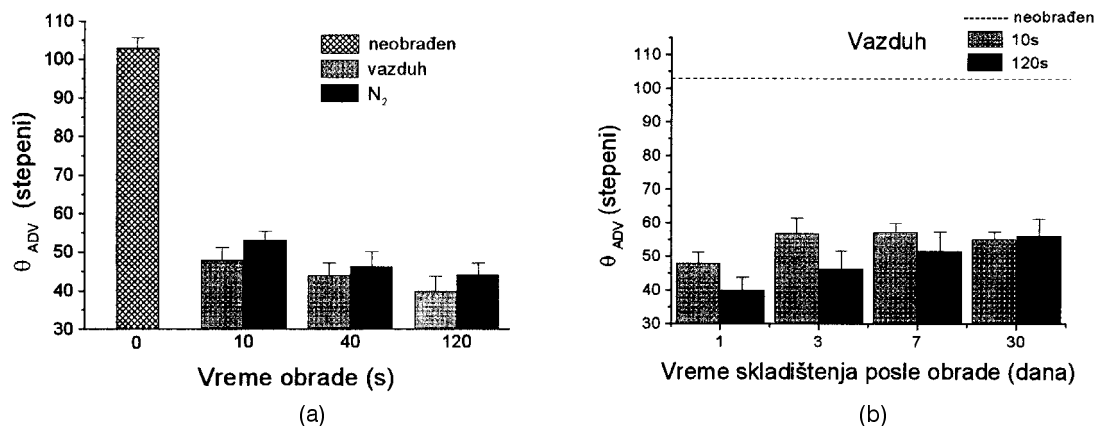 110
100
90
80
70
60
50
40
30
θ ADV (stepeni)
neobrađen
vazduh
N2
0 10 40 120
Vreme obrade (s)
(a)
110
100
90
80
70
60
50
40
30
θ ADV (stepeni)
Vazduh
neobrađen
10s
120s
1 3 7 30
Vreme skladištenja posle obrade (dana)
(b)